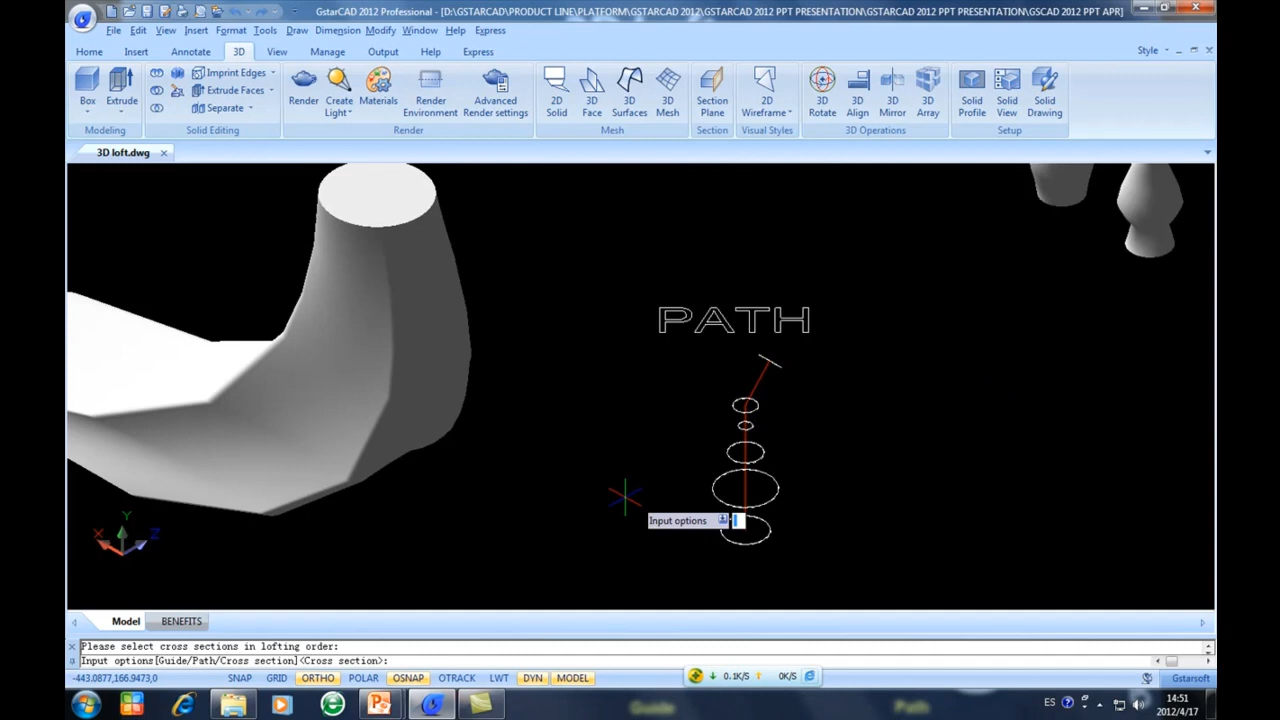 GstarCAD 2012 Professional - [D:\GSTARCAD\PRODUCT LINE\PLATFORM\GSTARCAD 2012\GSTARCAD 2012 PPT PRESENTATION\GSTARCAD 2012 PPT PRESENTATION\GSCAD 2012 PPT APR]
File Edit View Insert Format Tools Draw Dimension Modify Window Help Express
Home Insert Annotate 3D View Manage Output Help Express Style
Box Extrude Imprint Edges Extrude Faces Separate Render Create Light Materials Render Environment Advanced Render settings 2D Solid 3D Face 3D Surfaces 3D Mesh Section Plane 2D Wireframe 3D Rotate 3D Align 3D Mirror 3D Array Solid Profile Solid View Solid Drawing
Modeling Solid Editing Render Mesh Section Visual Styles 3D Operations Setup
3D loft.dwg
PATH
Input options
Y
X Z
Model BENEFITS
Please select cross sections in lofting order:
Input options[Guide/Path/Cross section]<Cross section>:
-443.0877,166.9473,0 SNAP GRID ORTHO POLAR OSNAP OTRACK LWT DYN MODEL 0.1K/S 0K/S Gstarsoft
ES 14:51
2012/4/17
Guide Path